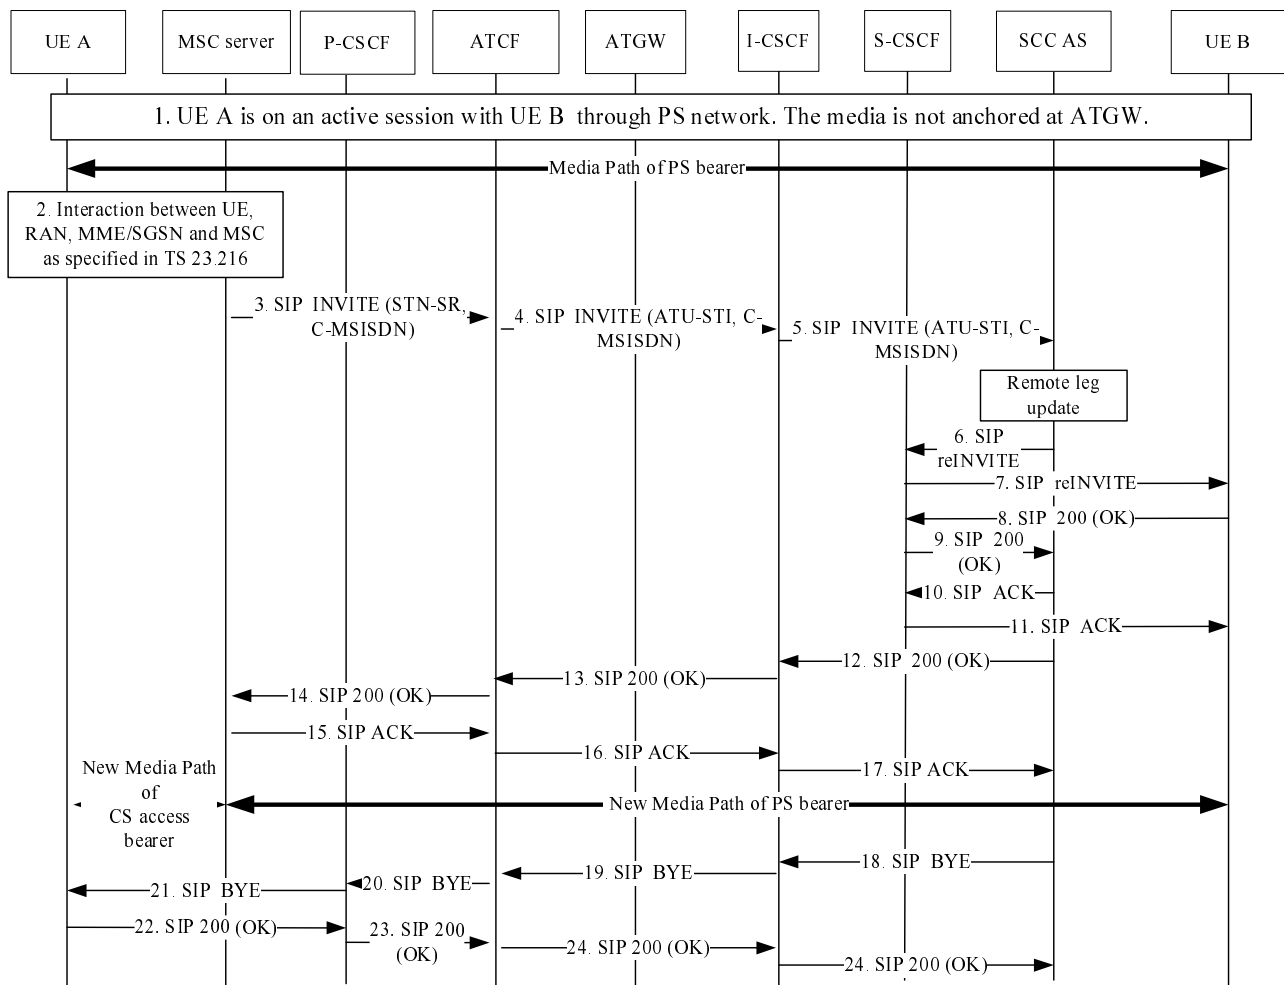 UE A
MSC server
P-CSCF
ATCF
ATGW
I-CSCF
S-CSCF
SCC AS
UE B
1. UE A is on an active session with UE B through PS network. The media is not anchored at ATGW.
Media Path of PS bearer
2. Interaction between UE,
RAN, MME/SGSN and MSC
as specified in TS 23.216
3. SIP INVITE (STN-SR,
C-MSISDN)
4. SIP INVITE (ATU-STI, C-
MSISDN)
5. SIP INVITE (ATU-STI, C-
MSISDN)
Remote leg
update
6. SIP
reINVITE
7. SIP reINVITE
8. SIP 200 (OK)
9. SIP 200
(OK)
10. SIP ACK
11. SIP ACK
12. SIP 200 (OK)
13. SIP 200 (OK)
14. SIP 200 (OK)
15. SIP ACK
16. SIP ACK
17. SIP ACK
New Media Path
of
CS access
bearer
New Media Path of PS bearer
18. SIP BYE
19. SIP BYE
20. SIP BYE
21. SIP BYE
22. SIP 200 (OK)
23. SIP 200
(OK)
24. SIP 200 (OK)
24. SIP 200 (OK)